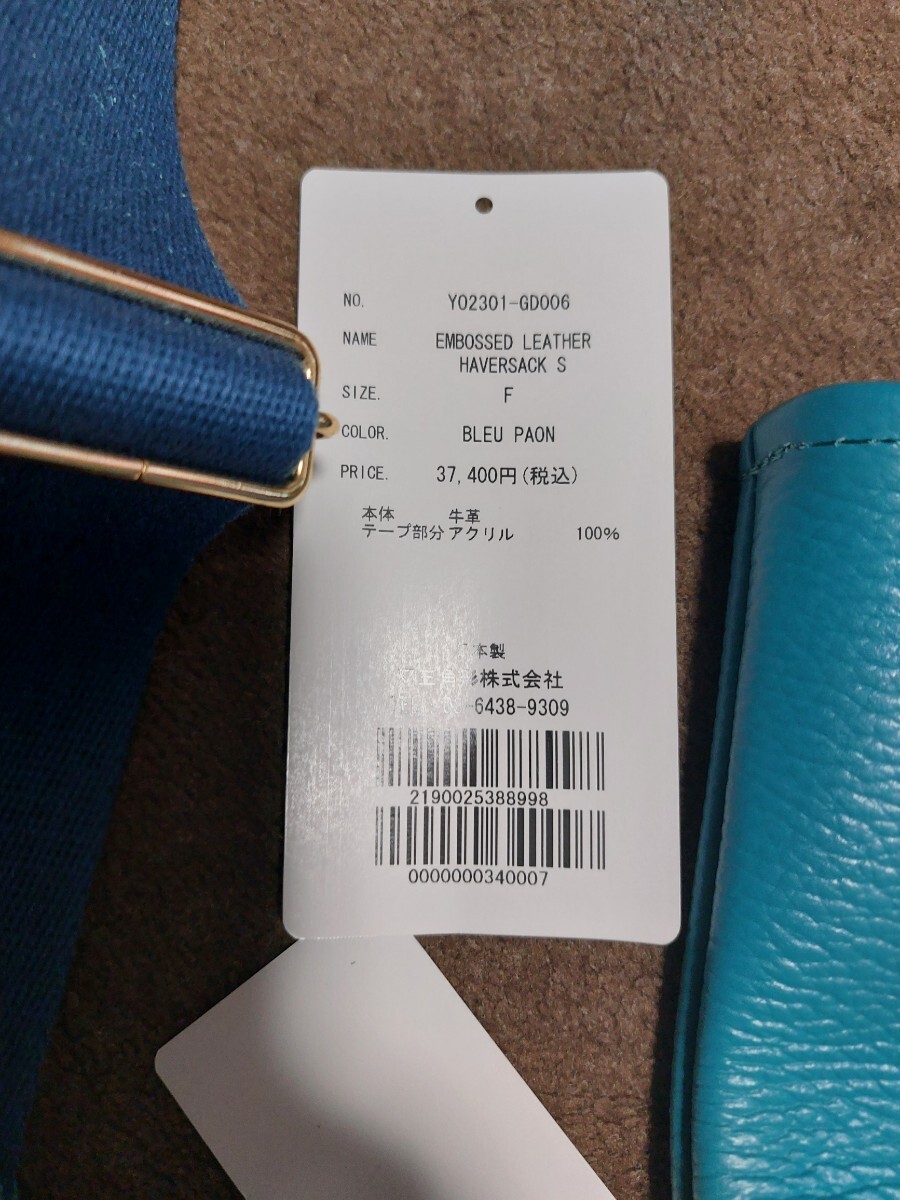 NO. Y02301-GD006
NAME EMBOSSED LEATHER
HAVERSACK S
SIZE. F
COLOR. BLEU PAON
PRICE. 37,400円(税込)
本体 牛革
テープ部分 アクリル 100%
本製
株式会社
-6438-9309
2190025388998
0000000340007